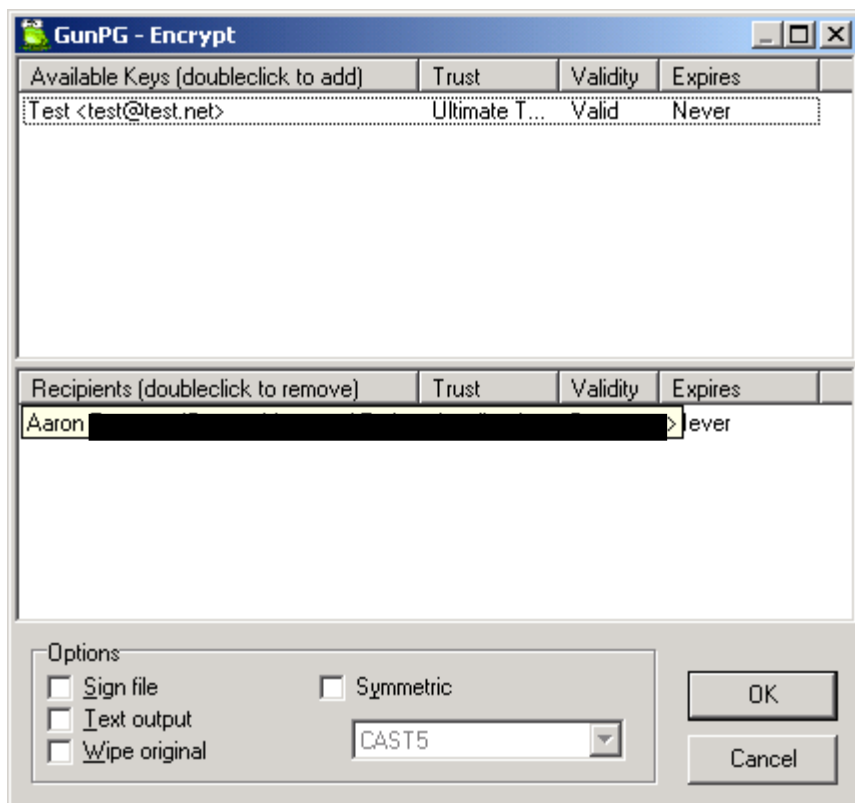 GunPG - Encrypt
Available Keys (doubleclick to add) Trust Validity Expires
Test <test@test.net> Ultimate T... Valid Never
Recipients (doubleclick to remove) Trust Validity Expires
Aaron > lever
Options
Sign file Symmetric
Text output
CAST5
Wipe original
OK
Cancel